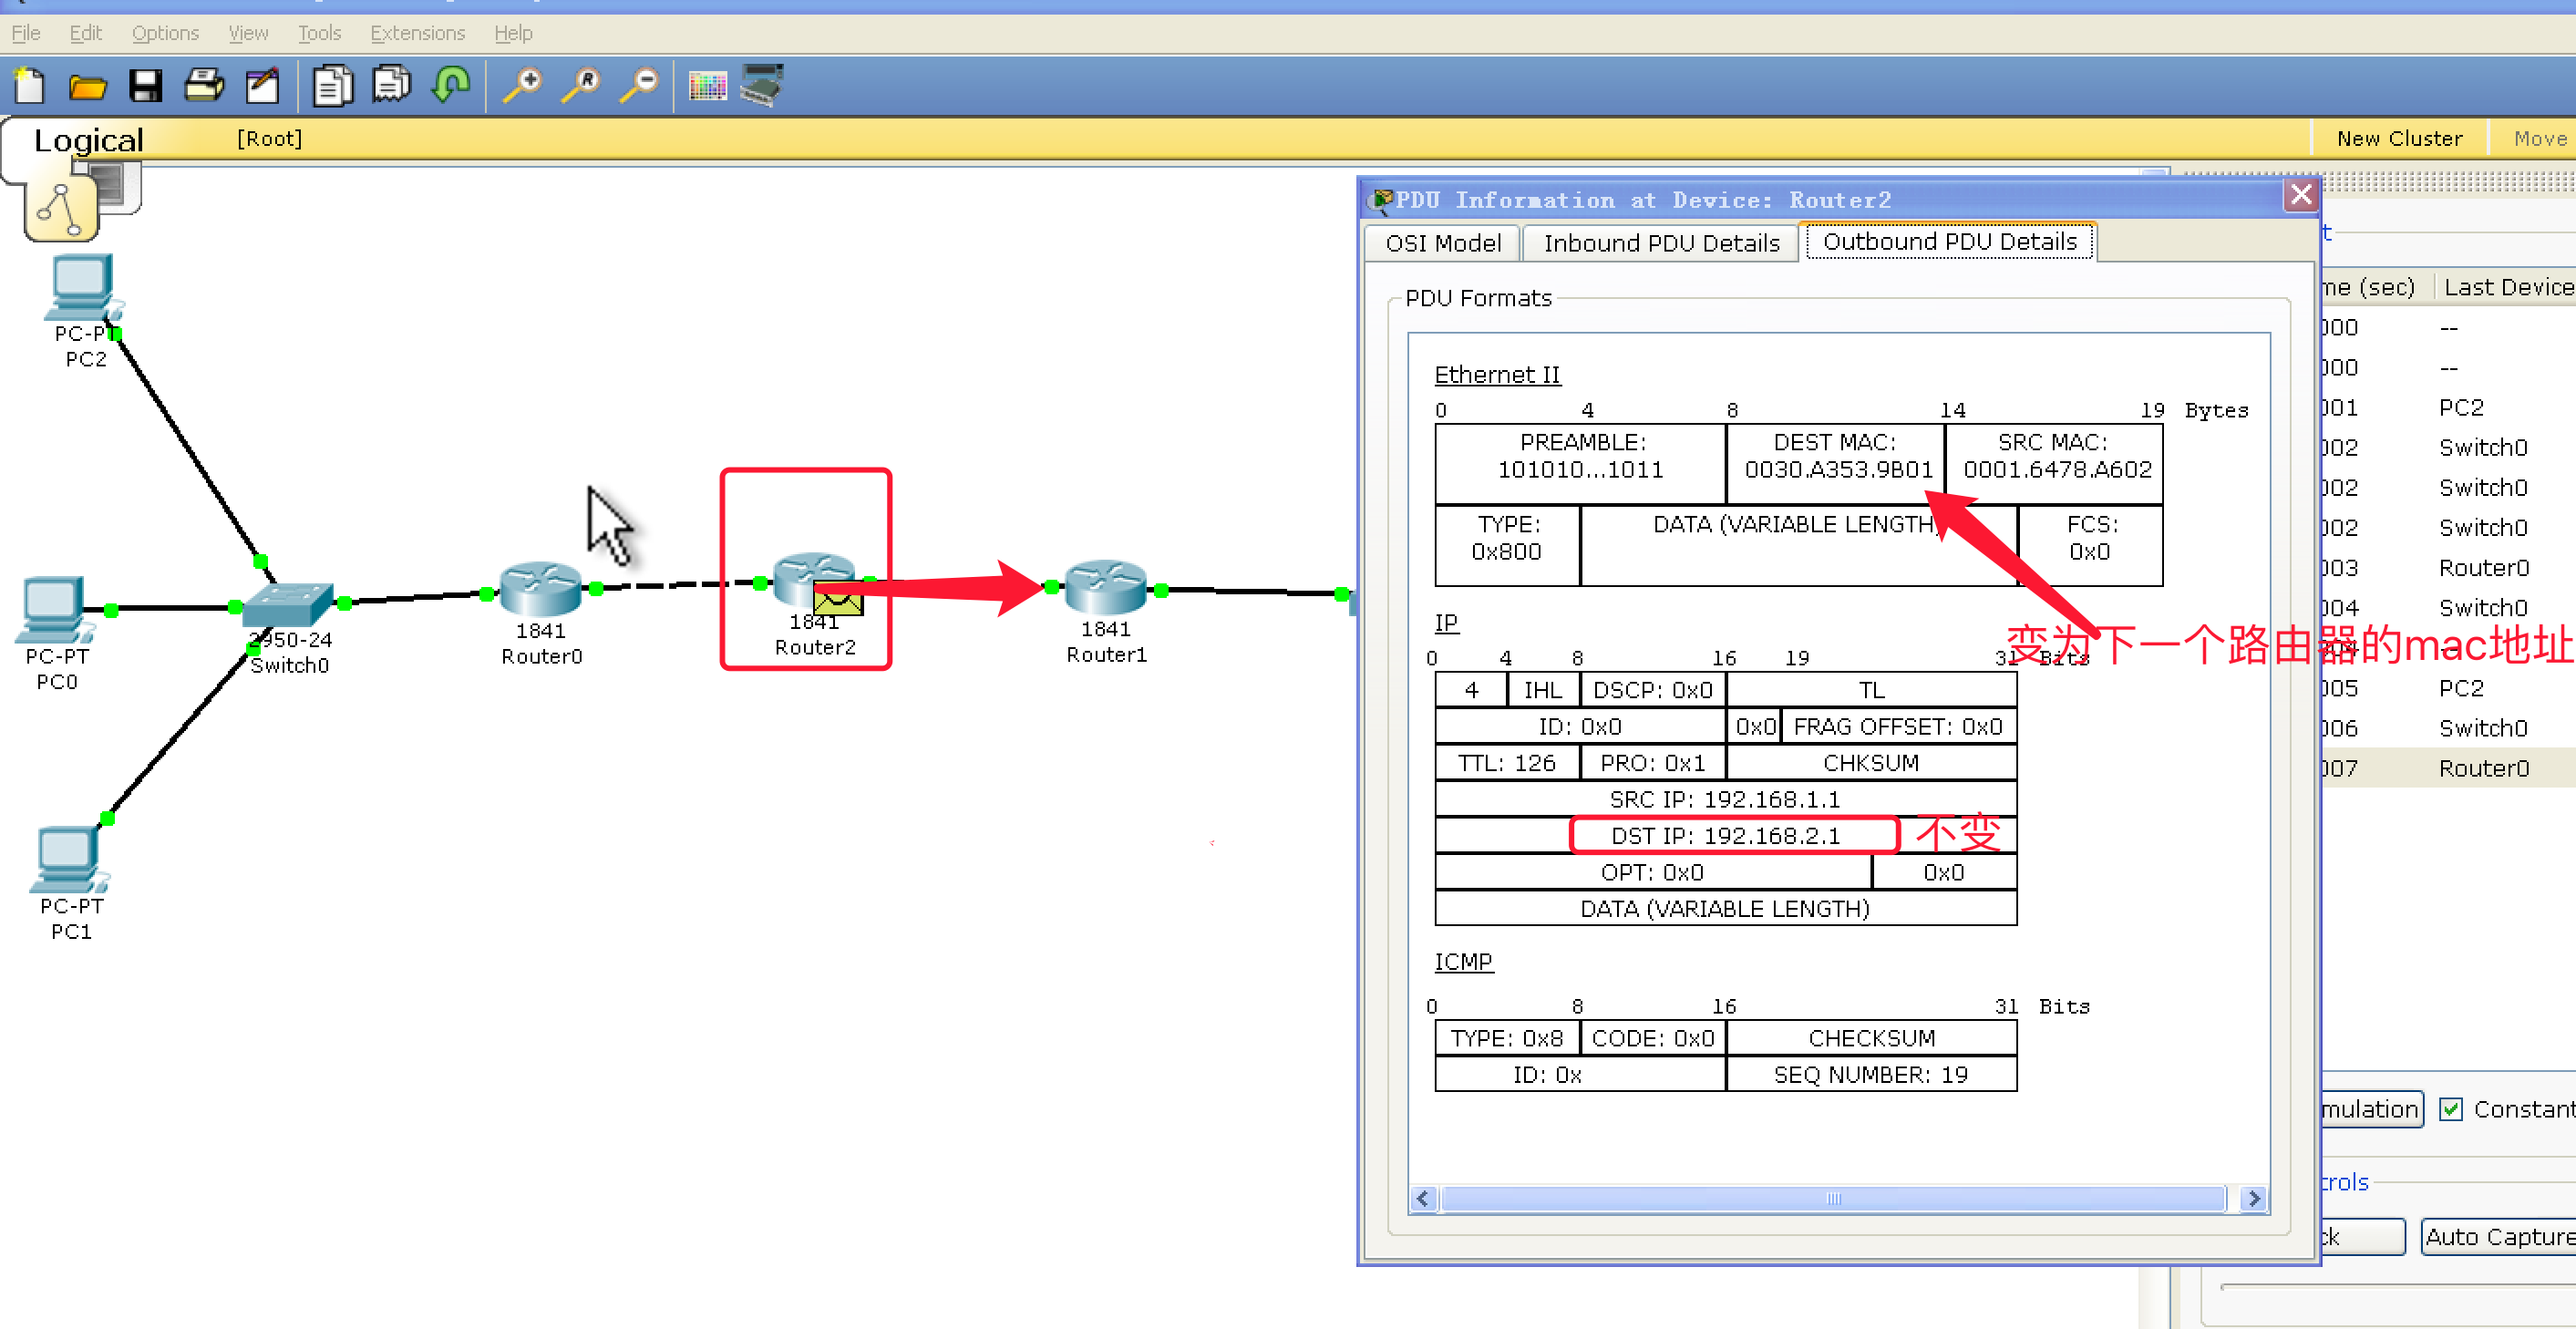 File Edit Options View Tools Extensions Help
Logical [Root] New Cluster Move
PC-PT
PC2
PC-PT
PC0
PC-PT
PC1
2950-24
Switch0
1841
Router0
1841
Router2
1841
Router1
PDU Information at Device: Router2
OSI Model Inbound PDU Details Outbound PDU Details
PDU Formats
Ethernet II
0 4 8 14 19 Bytes
PREAMBLE: DEST MAC: SRC MAC:
101010...1011 0030.A353.9B01 0001.6478.A602
TYPE: DATA (VARIABLE LENGTH) FCS:
0x800 0x0
变为下一个路由器的mac地址
IP
0 4 8 16 19 31 Bits
4 IHL DSCP: 0x0 TL
ID: 0x0 0x0 FRAG OFFSET: 0x0
TTL: 126 PRO: 0x1 CHKSUM
SRC IP: 192.168.1.1
DST IP: 192.168.2.1 不变
OPT: 0x0 0x0
DATA (VARIABLE LENGTH)
ICMP
0 8 16 31 Bits
TYPE: 0x8 CODE: 0x0 CHECKSUM
ID: 0x SEQ NUMBER: 19
t
me (sec) Last Device
000 --
000 --
001 PC2
002 Switch0
002 Switch0
002 Switch0
003 Router0
004 Switch0
004 --
005 PC2
006 Switch0
007 Router0
mulation Constant
trols
ck Auto Capture